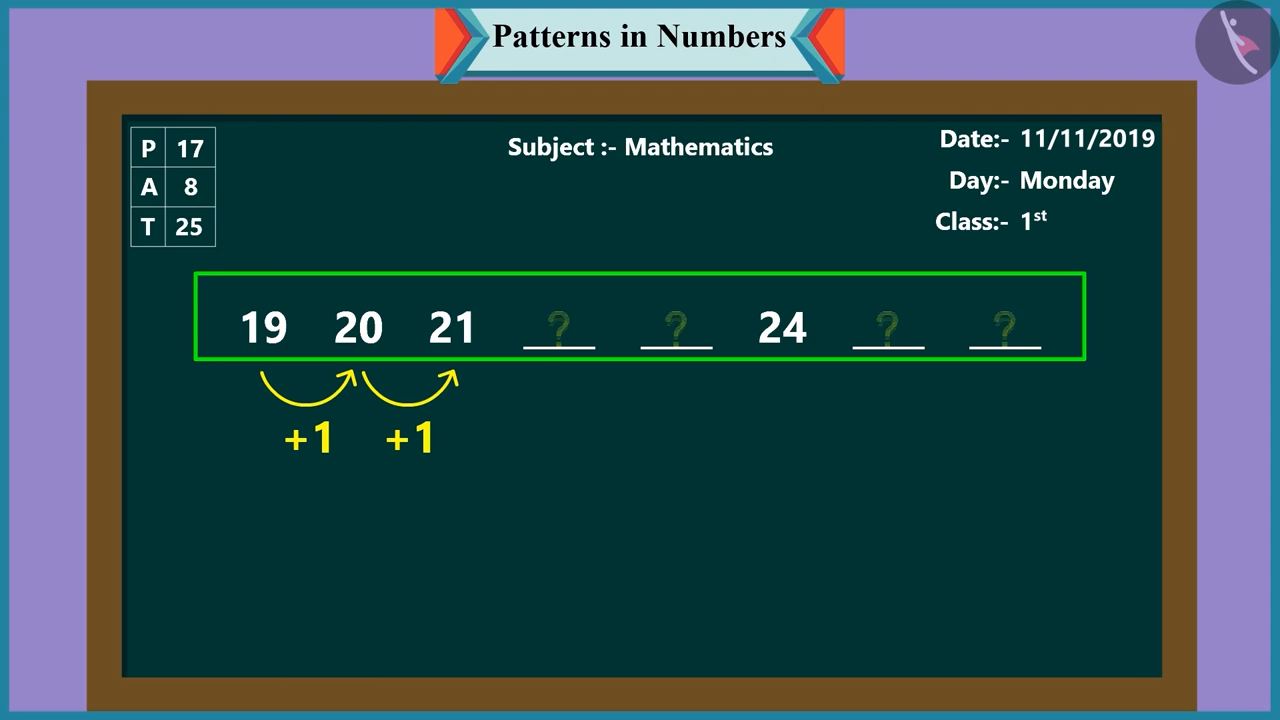 Patterns in Numbers
P 17
A 8
T 25
Subject :- Mathematics
Date:- 11/11/2019
Day:- Monday
Class:- 1st
19 20 21 ? ? 24 ? ?
+1 +1